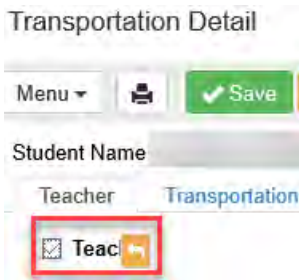 Transportation Detail
Menu Save
Student Name
Teacher Transportation
Teac